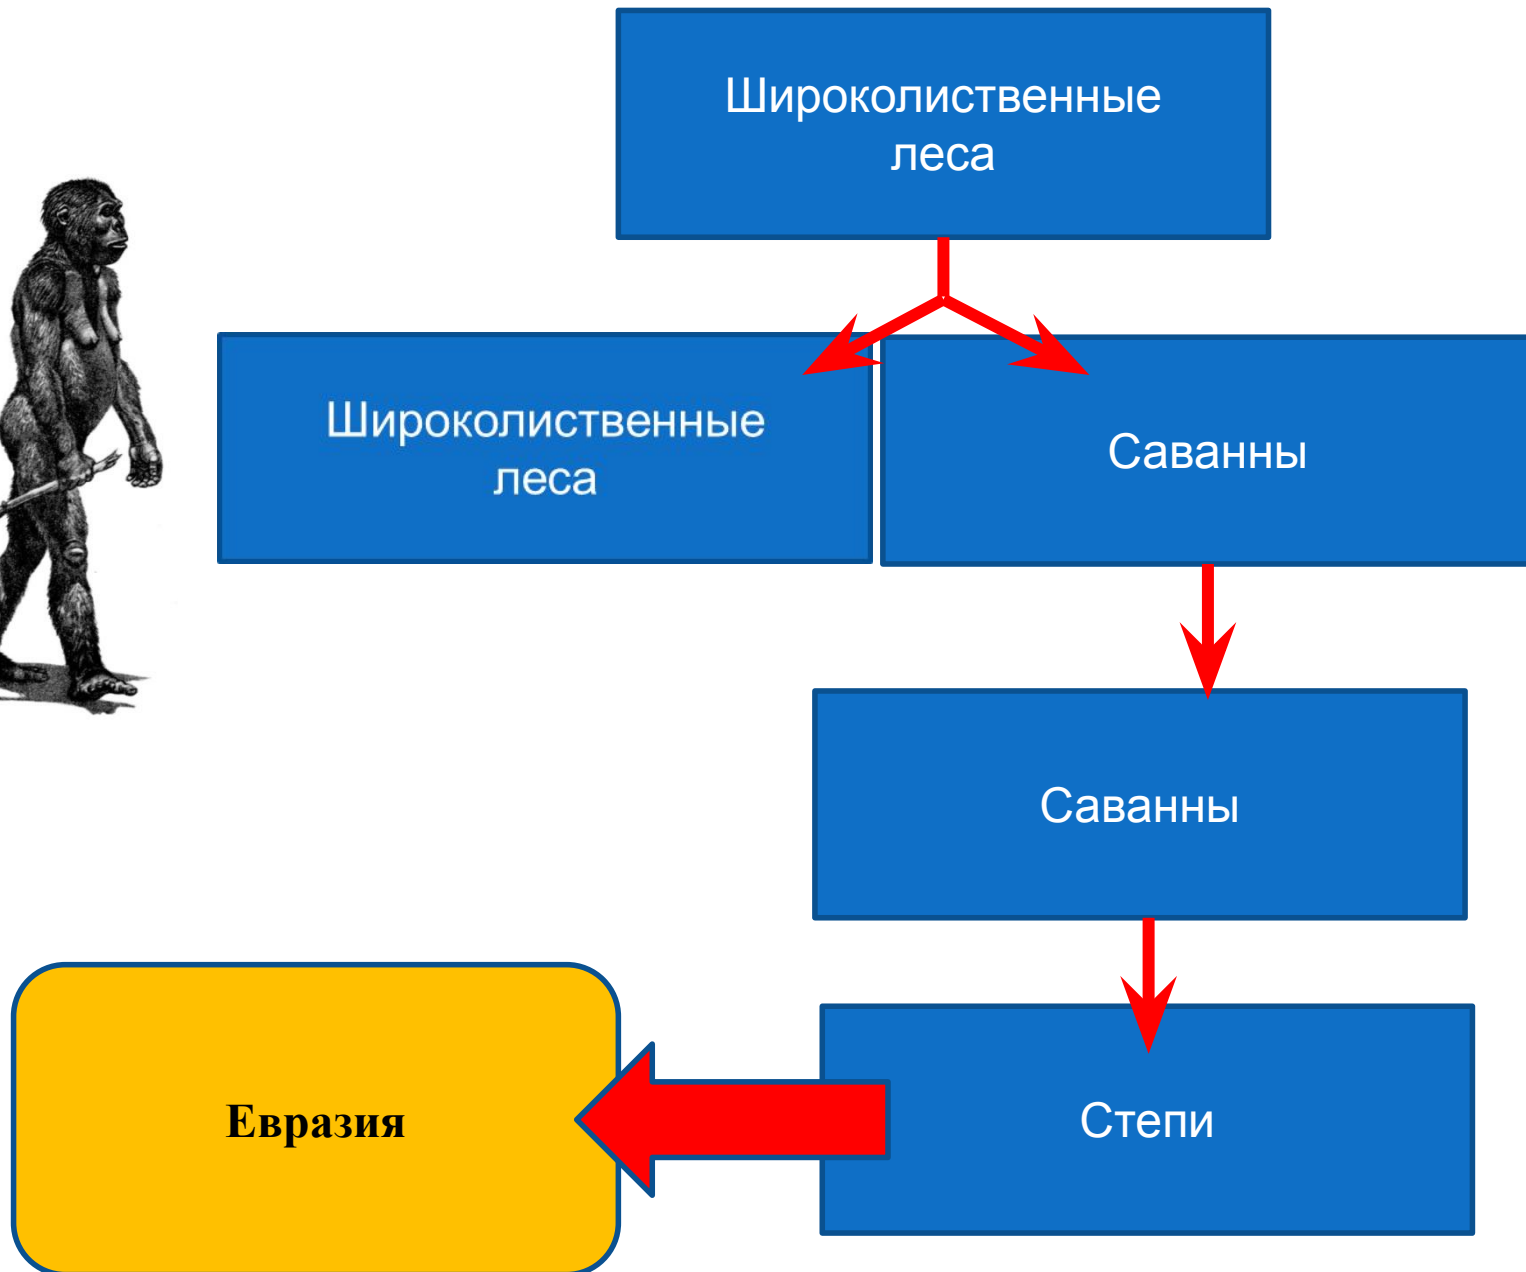 Широколиственные
леса
Широколиственные
леса
Саванны
Саванны
Евразия
Степи